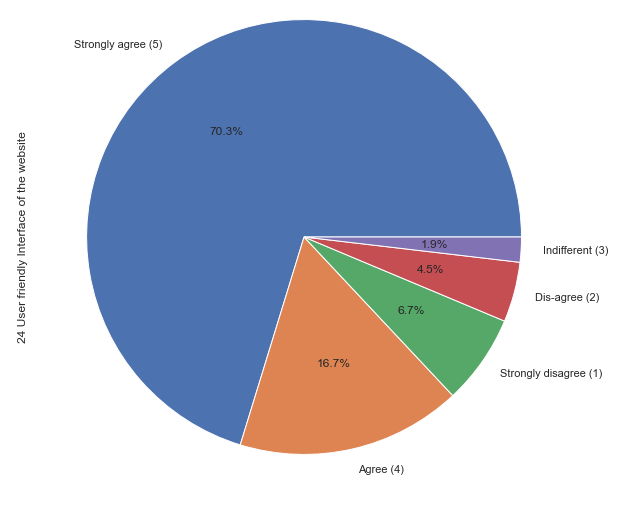 Strongly agree (5)
70.3%
24 User friendly Interface of the website
1.9%
Indifferent (3)
4.5%
Dis-agree (2)
6.7%
Strongly disagree (1)
16.7%
Agree (4)